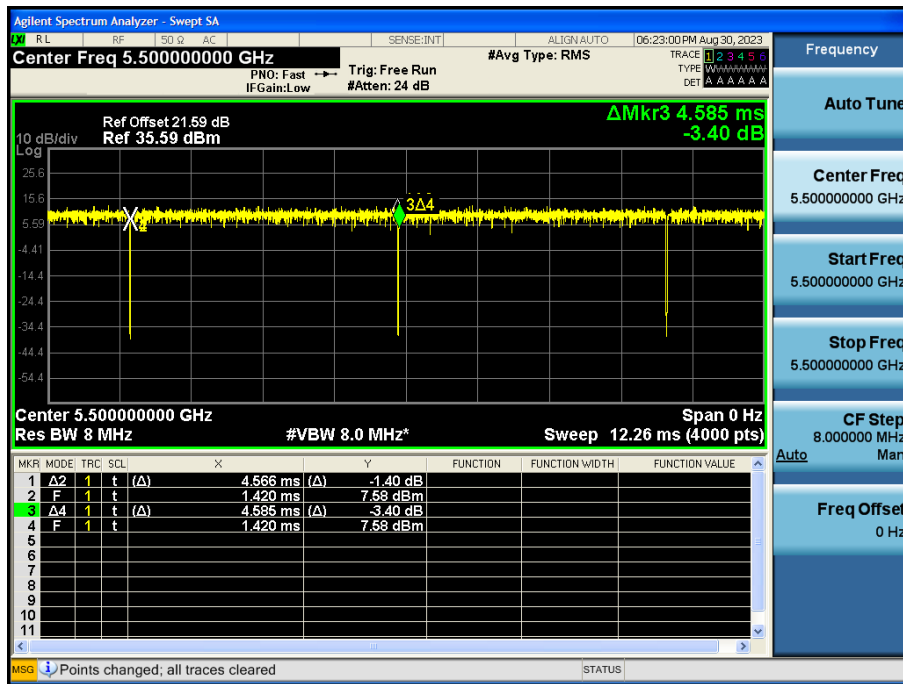 Agilent Spectrum Analyzer - Swept SA
LXI RL RF 50 Ω AC SENSE:INT ALIGN AUTO 06:23:00 PM Aug 30, 2023
Center Freq 5.500000000 GHz #Avg Type: RMS TRACE 1 2 3 4 5 6
PNO: Fast Trig: Free Run TYPE WWWWWW
IFGain:Low #Atten: 24 dB DET A A A A A A
Ref Offset 21.59 dB ΔMkr3 4.585 ms
10 dB/div Ref 35.59 dBm -3.40 dB
Log
25.6
15.6
3Δ4
5.59
4
-4.41
-14.4
-24.4
-34.4
-44.4
-54.4
Center 5.500000000 GHz Span 0 Hz
Res BW 8 MHz #VBW 8.0 MHz* Sweep 12.26 ms (4000 pts)
MKR MODE TRC SCL X Y FUNCTION FUNCTION WIDTH FUNCTION VALUE
1 Δ2 1 t (Δ) 4.566 ms (Δ) -1.40 dB
2 F 1 t 1.420 ms 7.58 dBm
3 Δ4 1 t (Δ) 4.585 ms (Δ) -3.40 dB
4 F 1 t 1.420 ms 7.58 dBm
5
6
7
8
9
10
11
MSG Points changed; all traces cleared STATUS
Frequency
Auto Tune
Center Freq
5.500000000 GHz
Start Freq
5.500000000 GHz
Stop Freq
5.500000000 GHz
CF Step
8.000000 MHz
Auto Man
Freq Offset
0 Hz